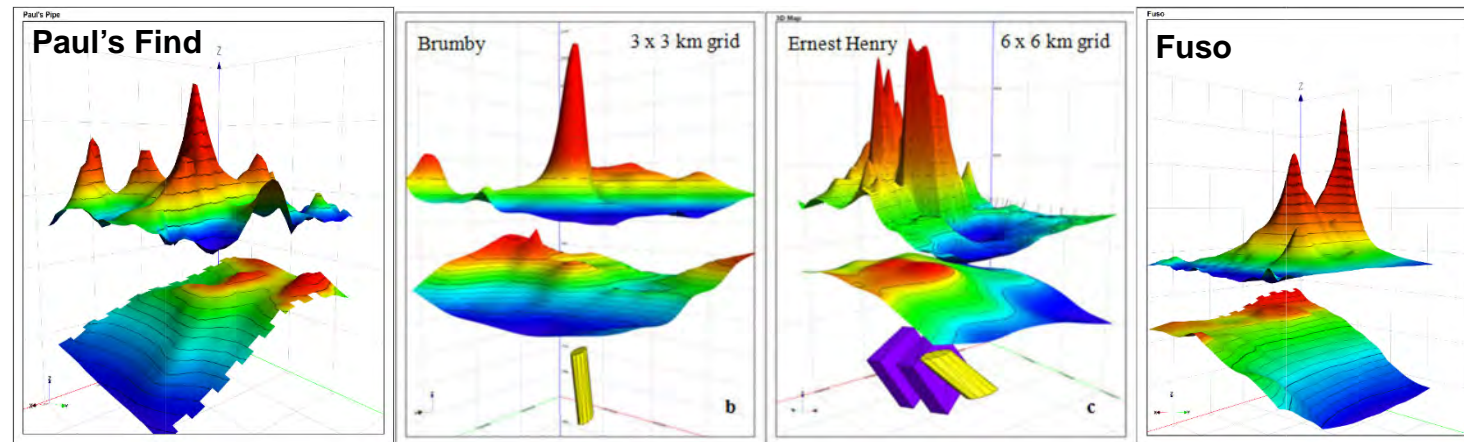 Paul's Pipe
Paul's Find
Z
Brumby
3 x 3 km grid
b
3D Map
Ernest Henry
6 x 6 km grid
c
Fuso
Fuso
Z